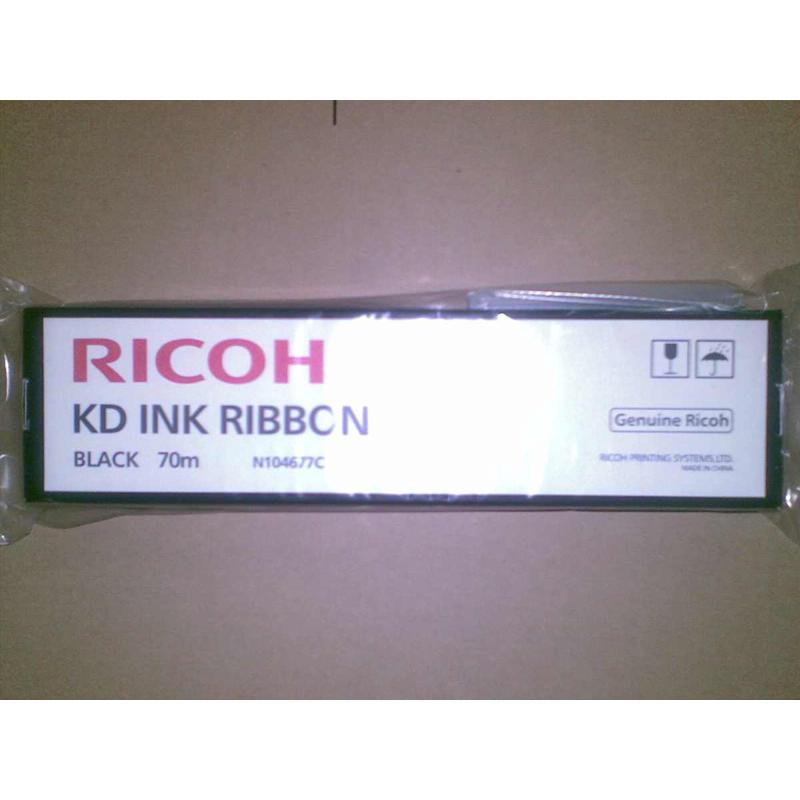 RICOH
KD INK RIBBON
BLACK 70m N104677C
Genuine Ricoh
RICOH PRINTING SYSTEMS,LTD.
MADE IN CHINA